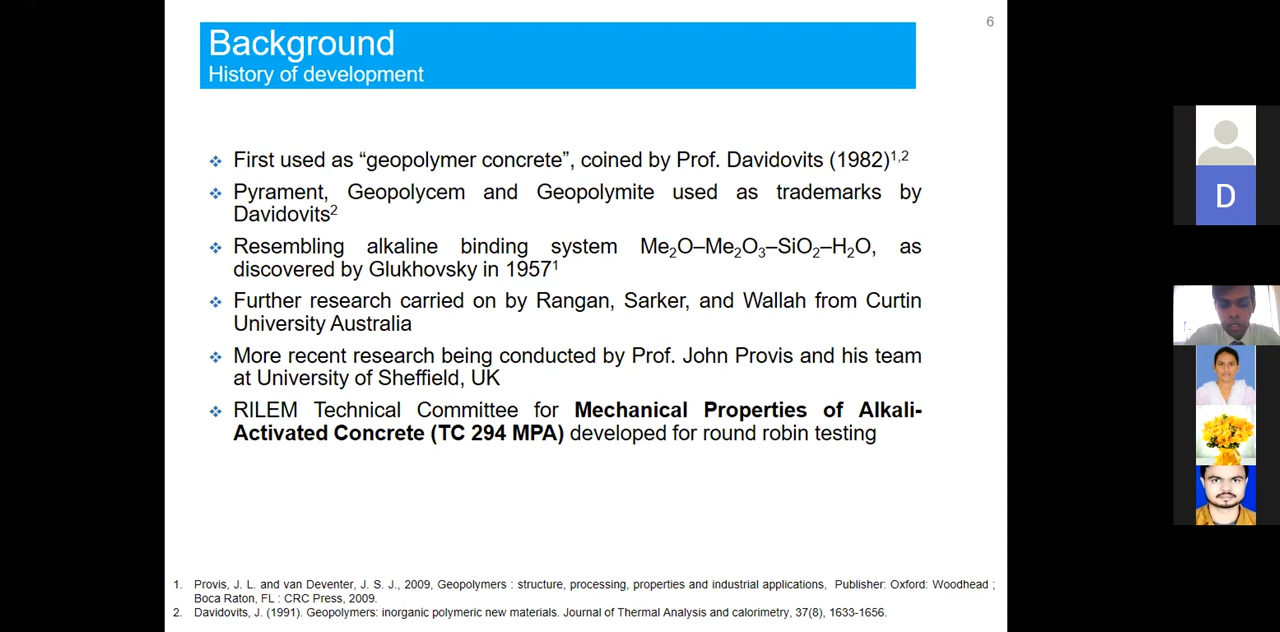 6
Background
History of development
❖ First used as “geopolymer concrete”, coined by Prof. Davidovits (1982)¹,²
❖ Pyrament, Geopolycem and Geopolymite used as trademarks by
Davidovits²
❖ Resembling alkaline binding system Me₂O–Me₂O₃–SiO₂–H₂O, as
discovered by Glukhovsky in 1957¹
❖ Further research carried on by Rangan, Sarker, and Wallah from Curtin
University Australia
❖ More recent research being conducted by Prof. John Provis and his team
at University of Sheffield, UK
❖ RILEM Technical Committee for Mechanical Properties of Alkali-
Activated Concrete (TC 294 MPA) developed for round robin testing
D
1. Provis, J. L. and van Deventer, J. S. J., 2009, Geopolymers : structure, processing, properties and industrial applications, Publisher: Oxford: Woodhead ;
Boca Raton, FL : CRC Press, 2009.
2. Davidovits, J. (1991). Geopolymers: inorganic polymeric new materials. Journal of Thermal Analysis and calorimetry, 37(8), 1633-1656.